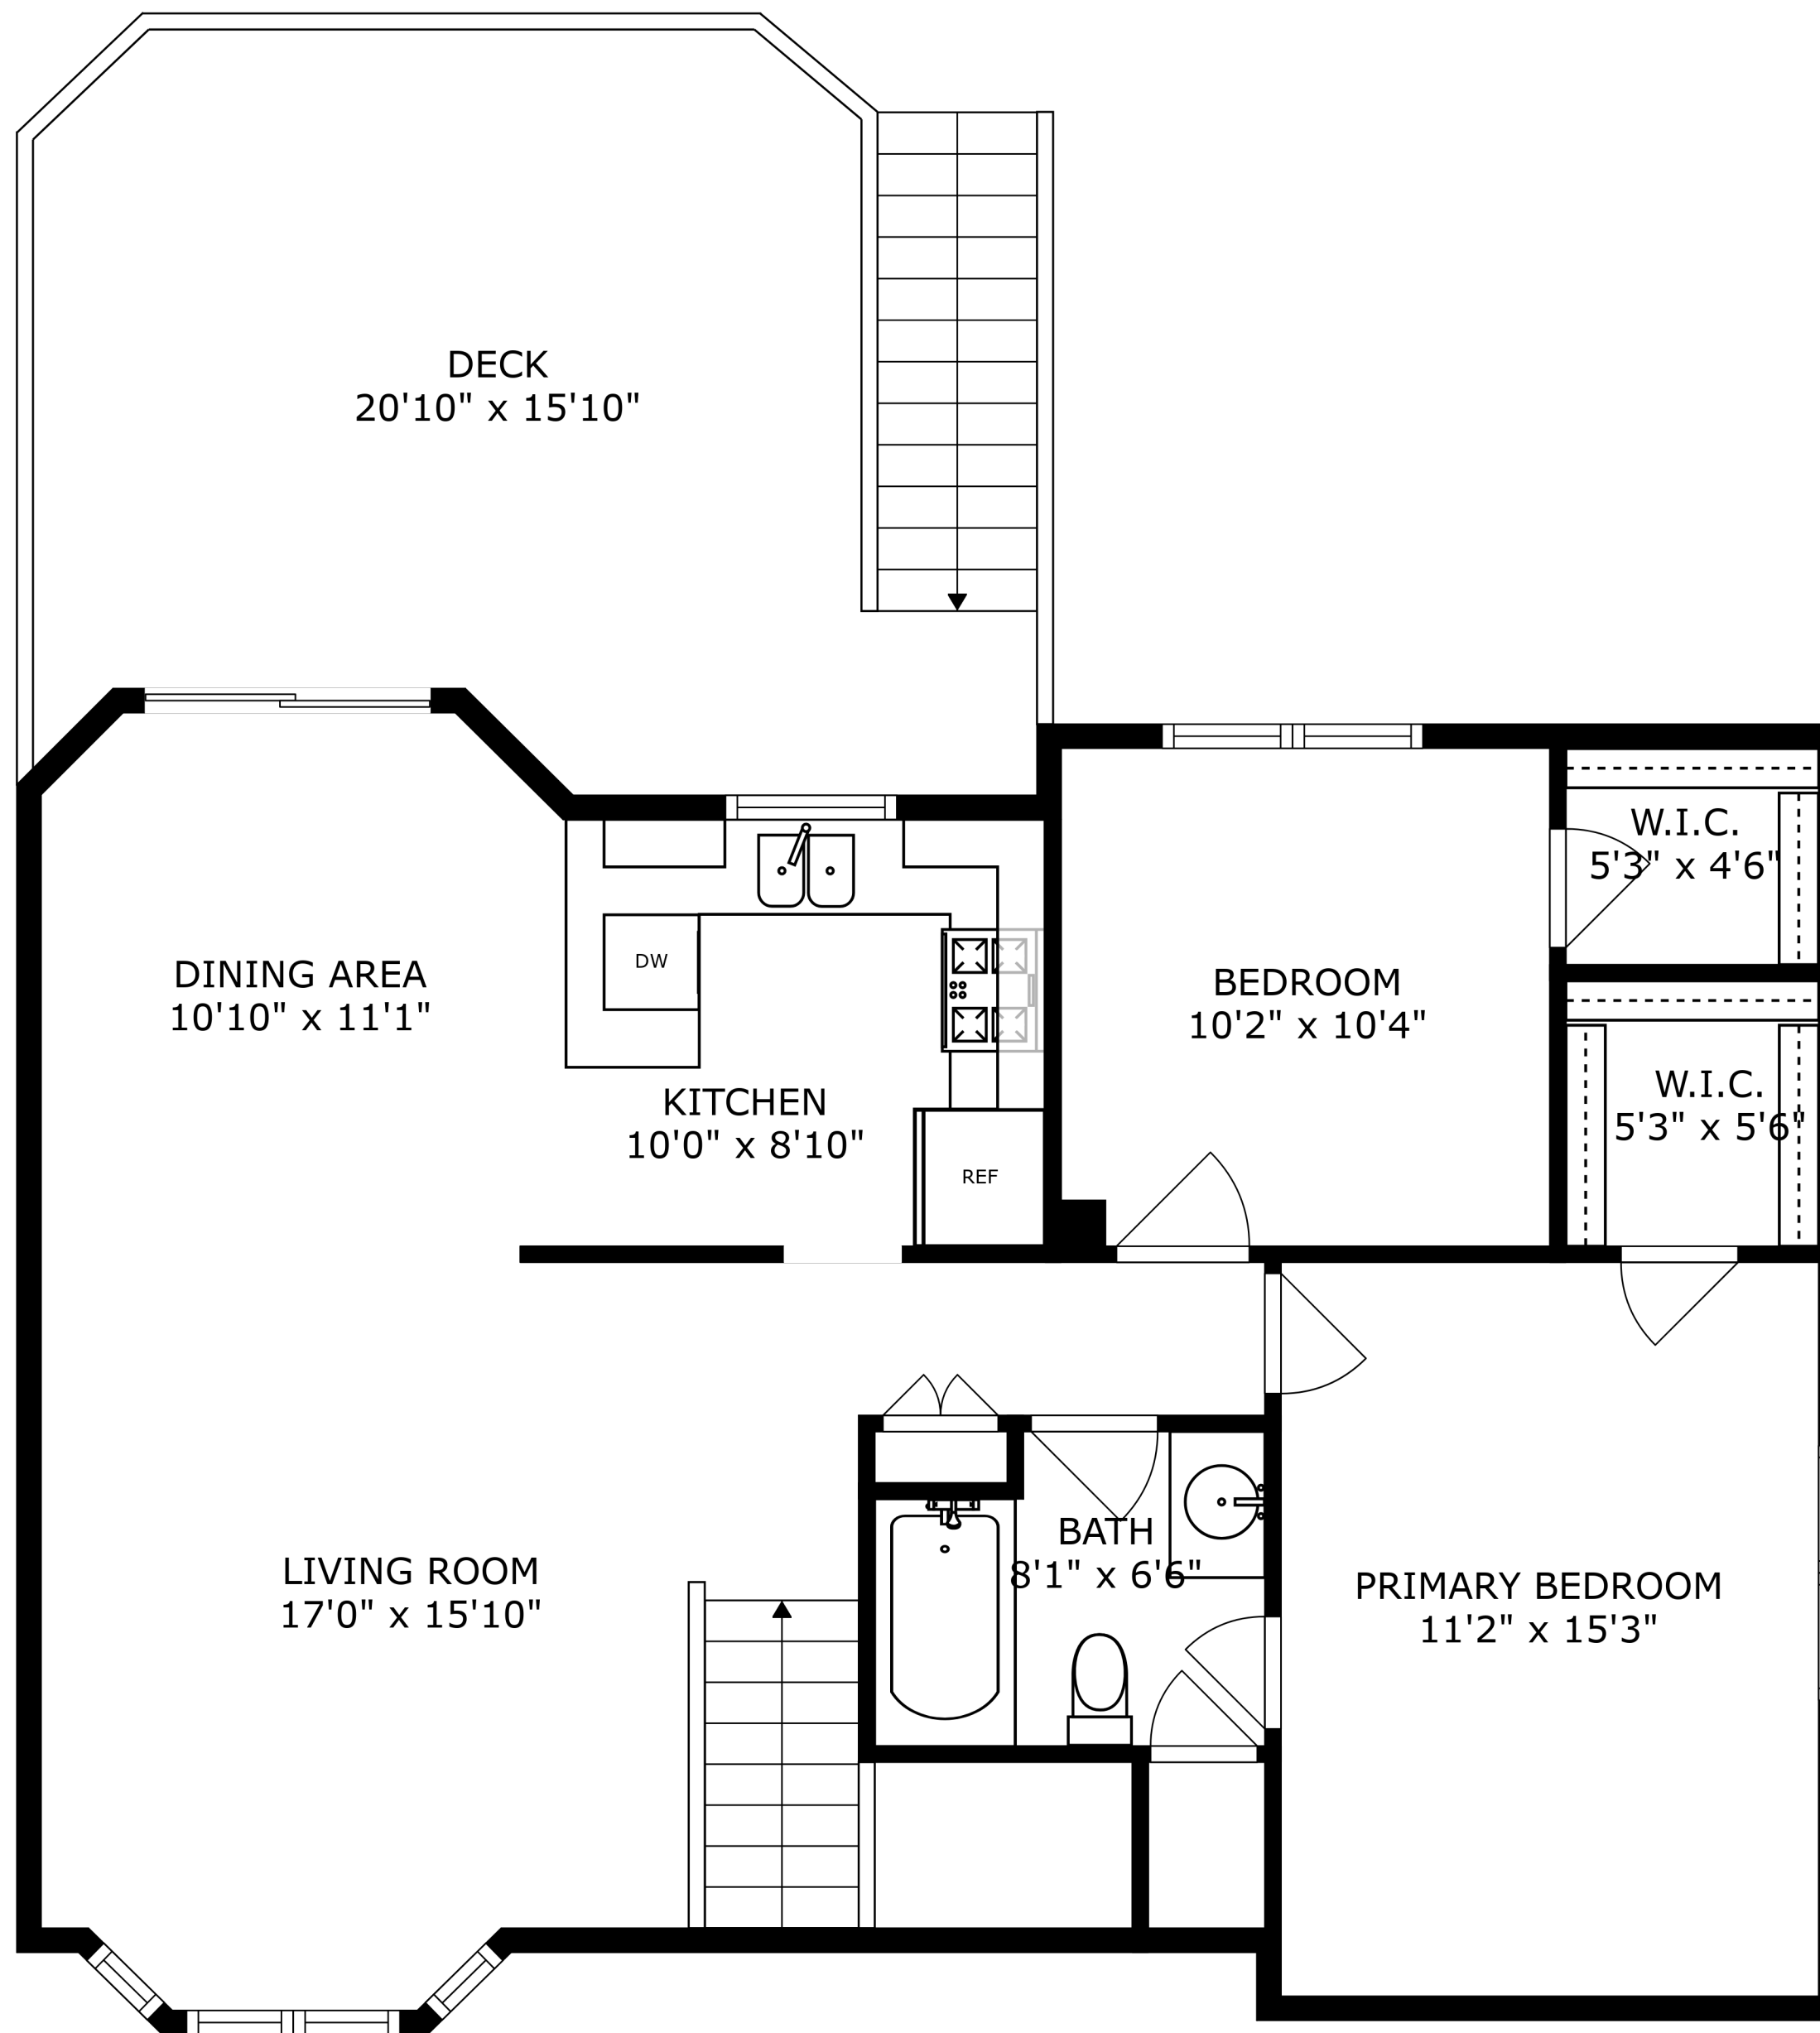 DECK
20'10" x 15'10"
W.I.C.
5'3" x 4'6"
DINING AREA
10'10" x 11'1"
DW
BEDROOM
10'2" x 10'4"
KITCHEN
10'0" x 8'10"
W.I.C.
5'3" x 5'6"
REF
BATH
8'1" x 6'6"
LIVING ROOM
17'0" x 15'10"
PRIMARY BEDROOM
11'2" x 15'3"